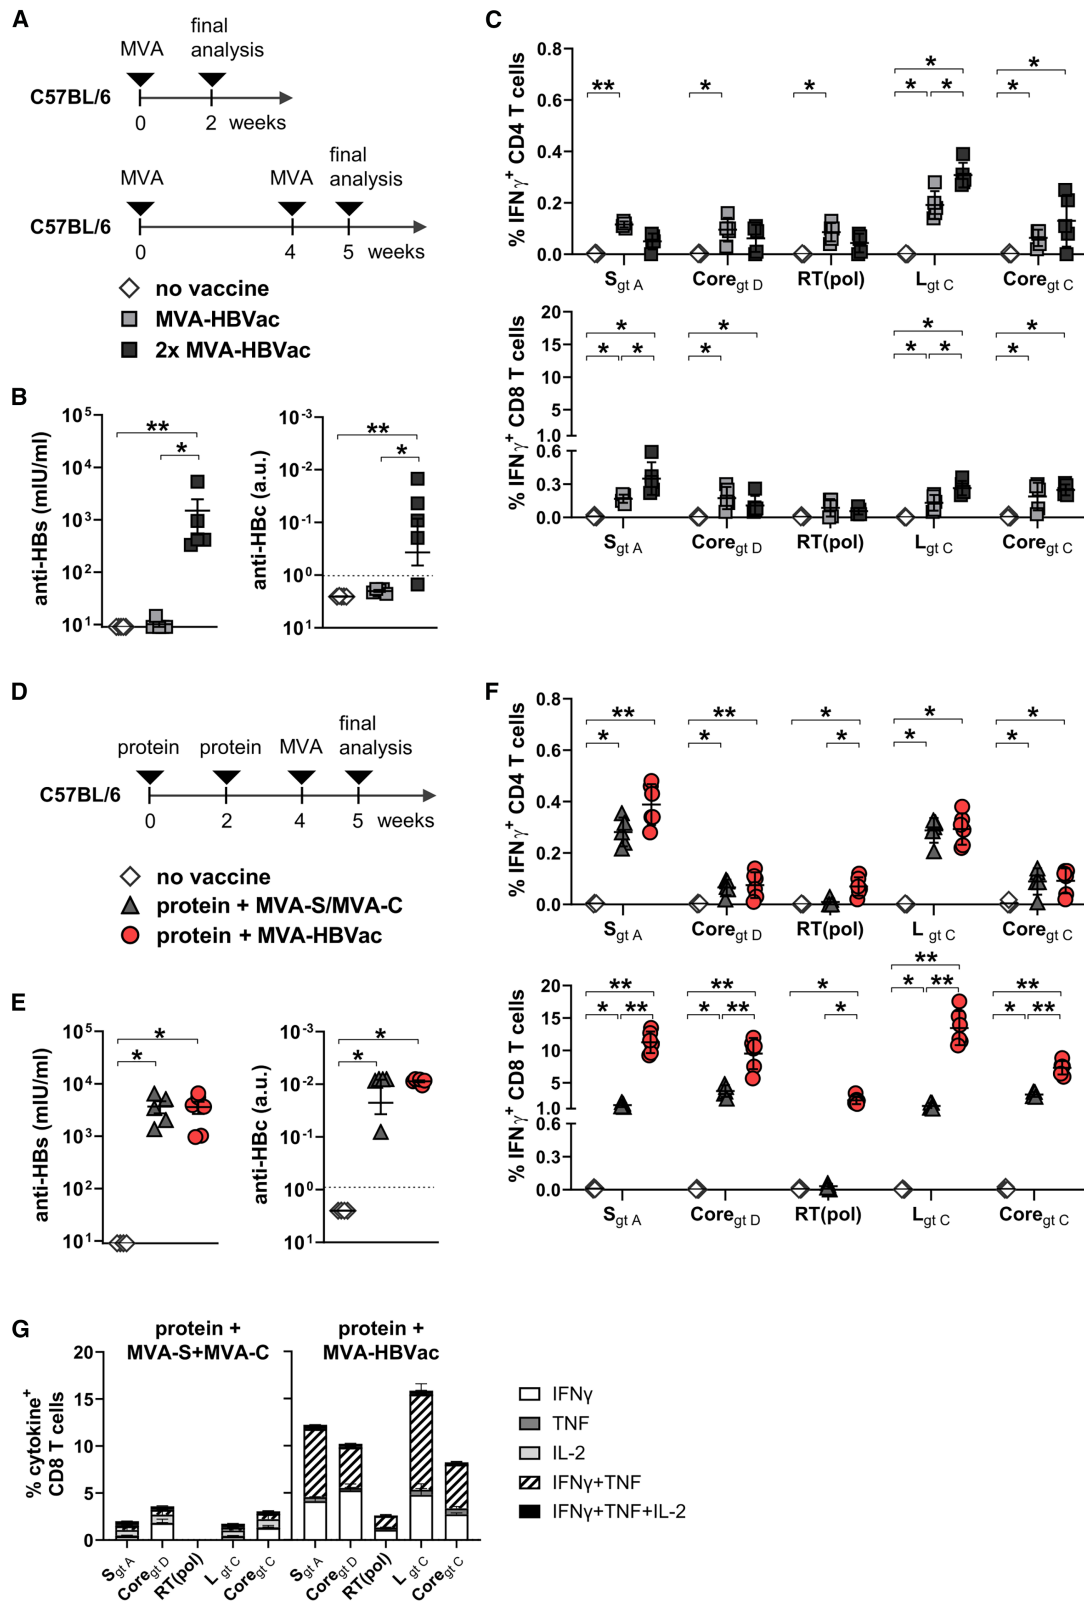 A
MVA
final
analysis
C57BL/6
0
2
weeks
MVA
MVA
final
analysis
C57BL/6
0
4
5
weeks
no vaccine
MVA-HBVac
2x MVA-HBVac
B
anti-HBs (mIU/ml)
10^5
10^4
10^3
10^2
10^1
**
*
anti-HBc (a.u.)
10^-3
10^-2
10^-1
10^0
10^1
**
*
C
% IFNγ+ CD4 T cells
0.8
0.6
0.4
0.2
0.0
**
*
*
*
*
*
*
*
S gt A
Core gt D
RT(pol)
L gt C
Core gt C
% IFNγ+ CD8 T cells
20
15
10
5
1.0
0.6
0.3
0.0
*
*
*
*
*
*
*
*
*
*
S gt A
Core gt D
RT(pol)
L gt C
Core gt C
D
protein
protein
MVA
final
analysis
C57BL/6
0
2
4
5
weeks
no vaccine
protein + MVA-S/MVA-C
protein + MVA-HBVac
E
anti-HBs (mIU/ml)
10^5
10^4
10^3
10^2
10^1
*
*
anti-HBc (a.u.)
10^-3
10^-2
10^-1
10^0
10^1
*
*
F
% IFNγ+ CD4 T cells
0.8
0.6
0.4
0.2
0.0
**
*
**
*
*
*
*
*
*
*
S gt A
Core gt D
RT(pol)
L gt C
Core gt C
% IFNγ+ CD8 T cells
20
15
10
5
1.0
0.6
0.3
0.0
**
*
**
**
*
**
*
*
**
*
**
**
*
**
S gt A
Core gt D
RT(pol)
L gt C
Core gt C
G
protein +
MVA-S+MVA-C
protein +
MVA-HBVac
% cytokine+
CD8 T cells
20
15
10
5
0
S gt A
Core gt D
RT(pol)
L gt C
Core gt C
S gt A
Core gt D
RT(pol)
L gt C
Core gt C
IFNγ
TNF
IL-2
IFNγ+TNF
IFNγ+TNF+IL-2